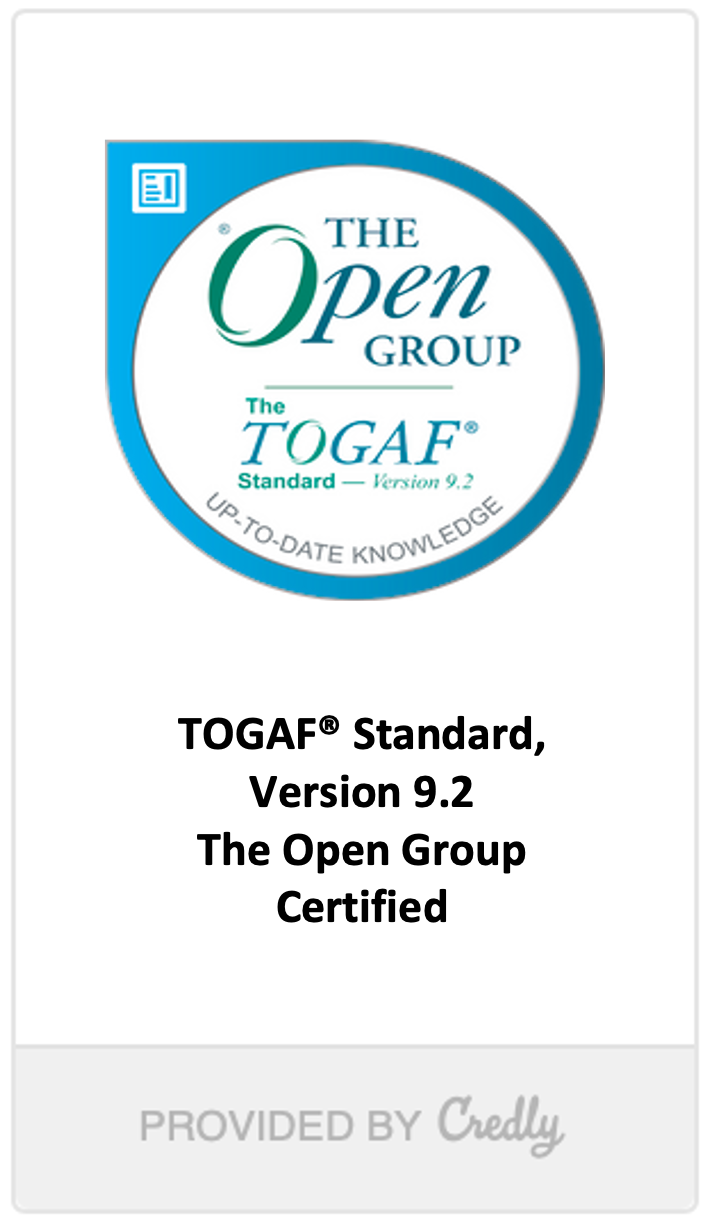 ®
THE
Open
GROUP
The
TOGAF®
Standard — Version 9.2
UP-TO-DATE KNOWLEDGE
TOGAF® Standard,
Version 9.2
The Open Group
Certified
PROVIDED BY Credly